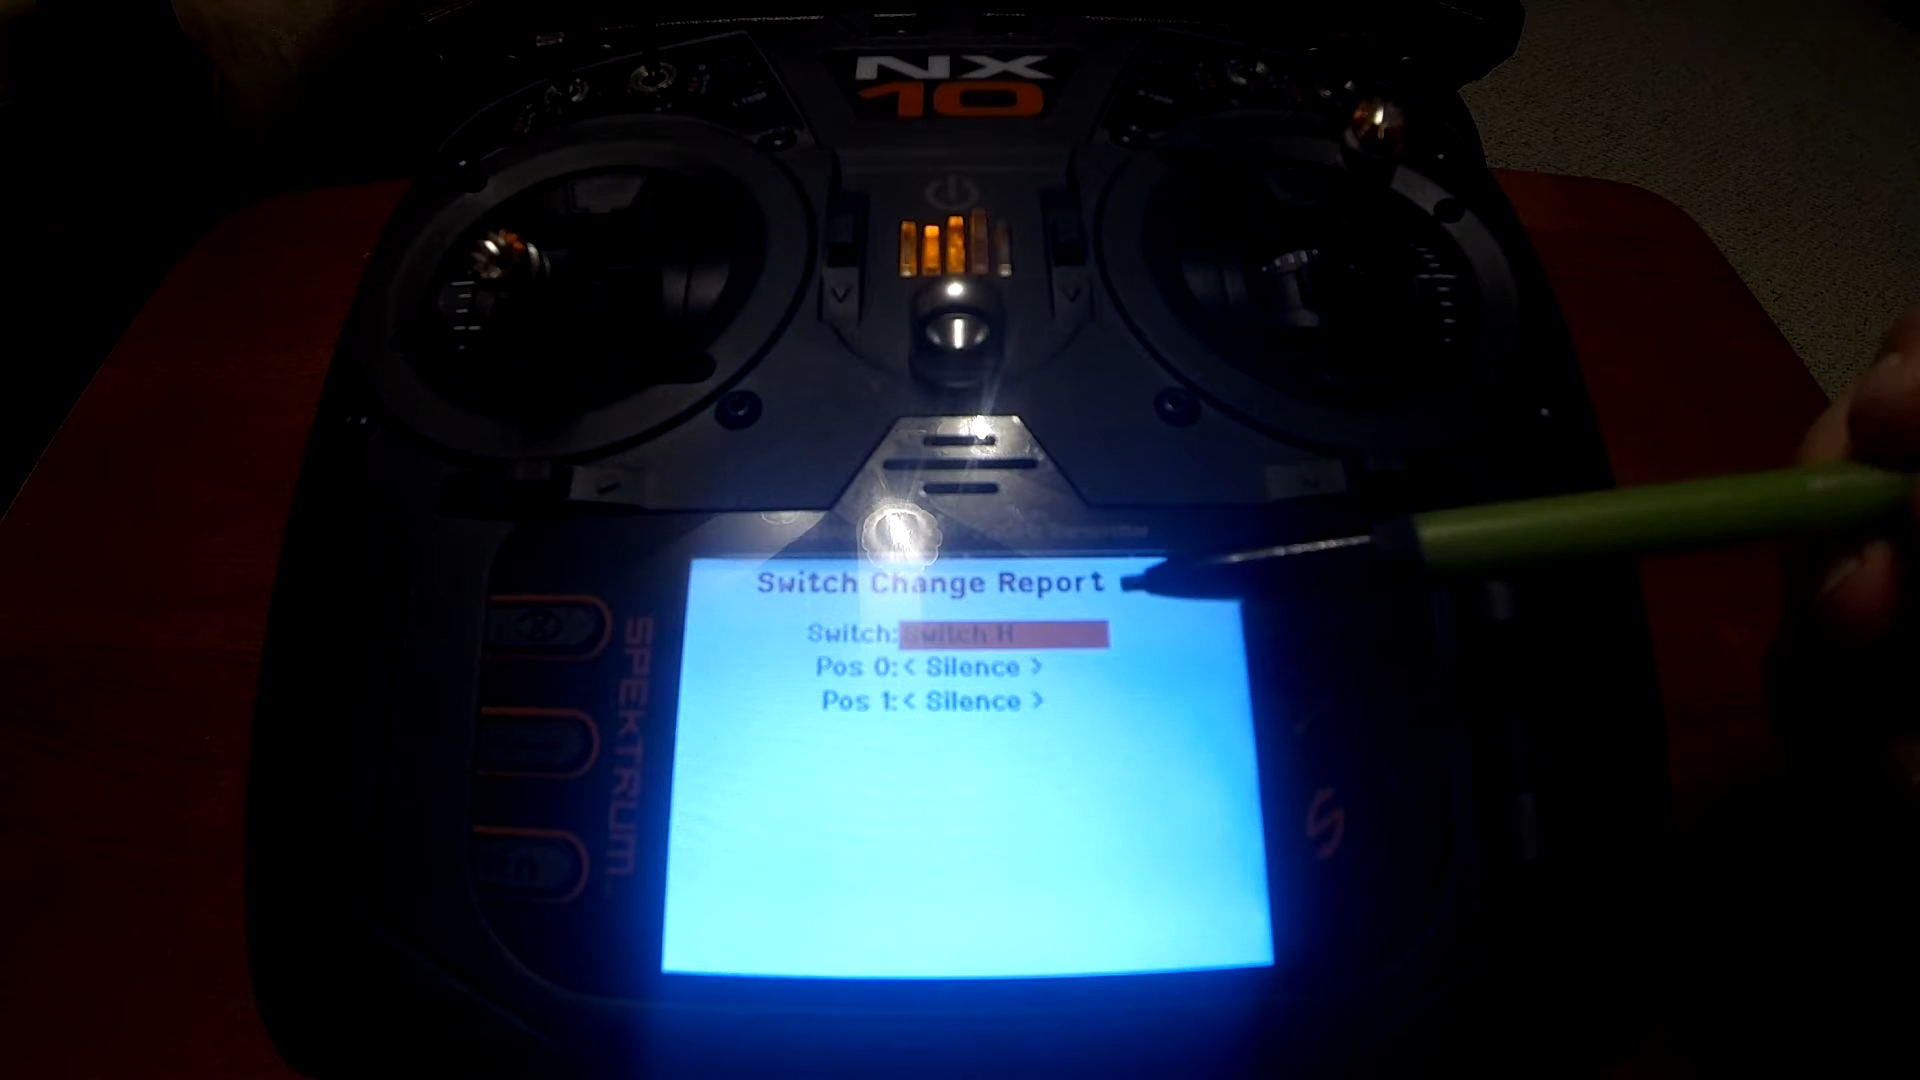 NX
10
Switch Change Report
Switch: Switch H
Pos 0: < Silence >
Pos 1: < Silence >
SPEKTRUM